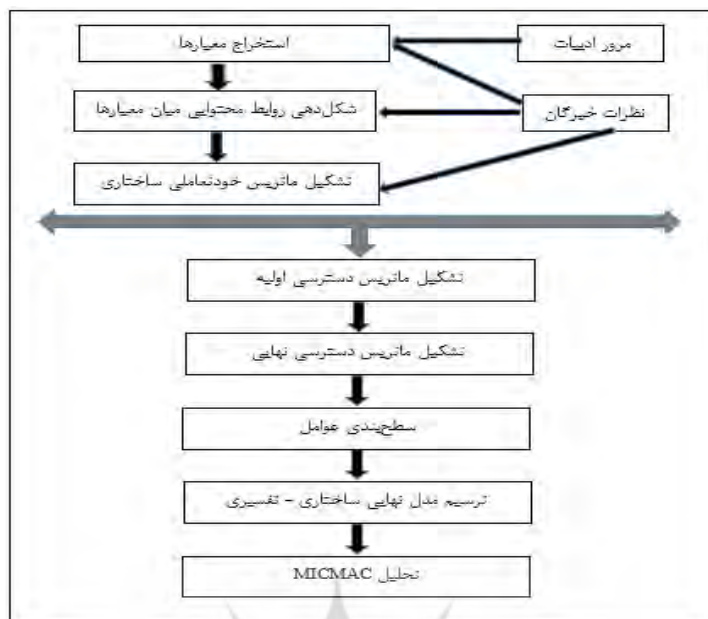 استخراج معیارها
مرور ادبیات
شکل‌دهی روابط محتوایی میان معیارها
نظرات خبرگان
تشکیل ماتریس خودتعاملی ساختاری
تشکیل ماتریس دسترسی اولیه
تشکیل ماتریس دسترسی نهایی
سطح‌بندی عوامل
ترسیم مدل نهایی ساختاری – تفسیری
تحلیل MICMAC